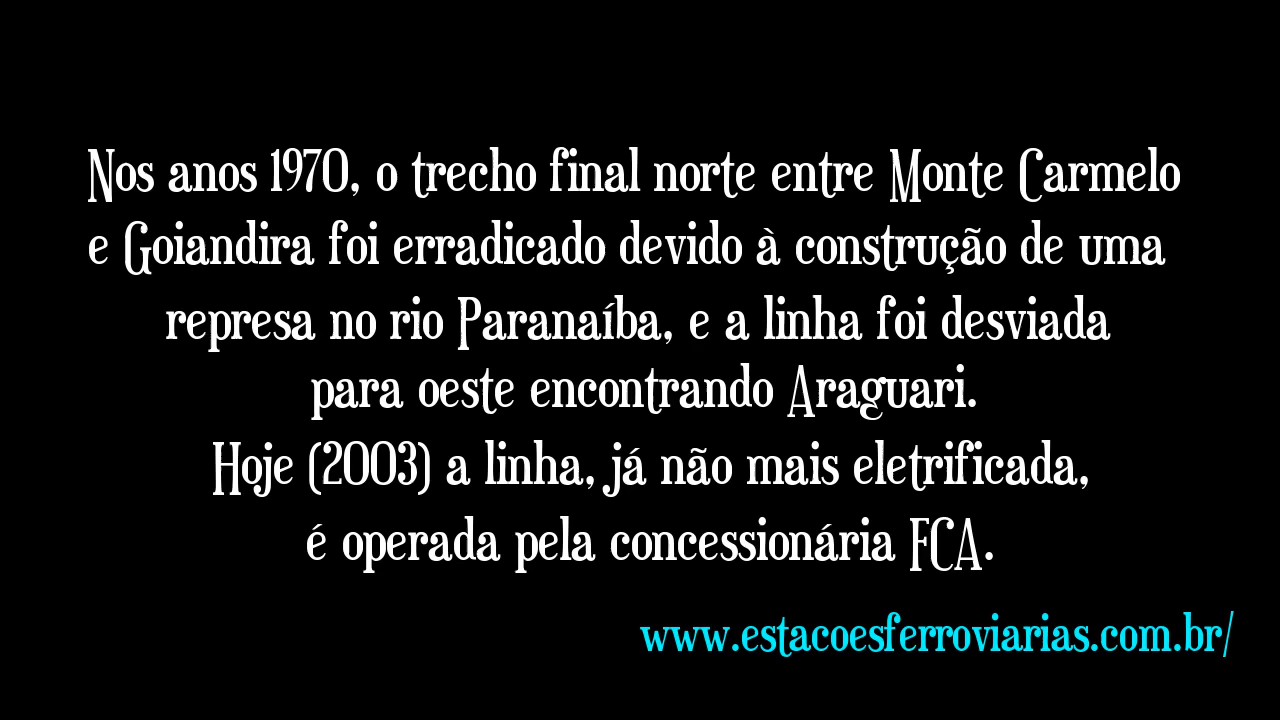 Nos anos 1970, o trecho final norte entre Monte Carmelo
e Goiandira foi erradicado devido à construção de uma
represa no rio Paranaíba, e a linha foi desviada
para oeste encontrando Araguari.
Hoje (2003) a linha, já não mais eletrificada,
é operada pela concessionária FCA.
www.estacoesferroviarias.com.br/